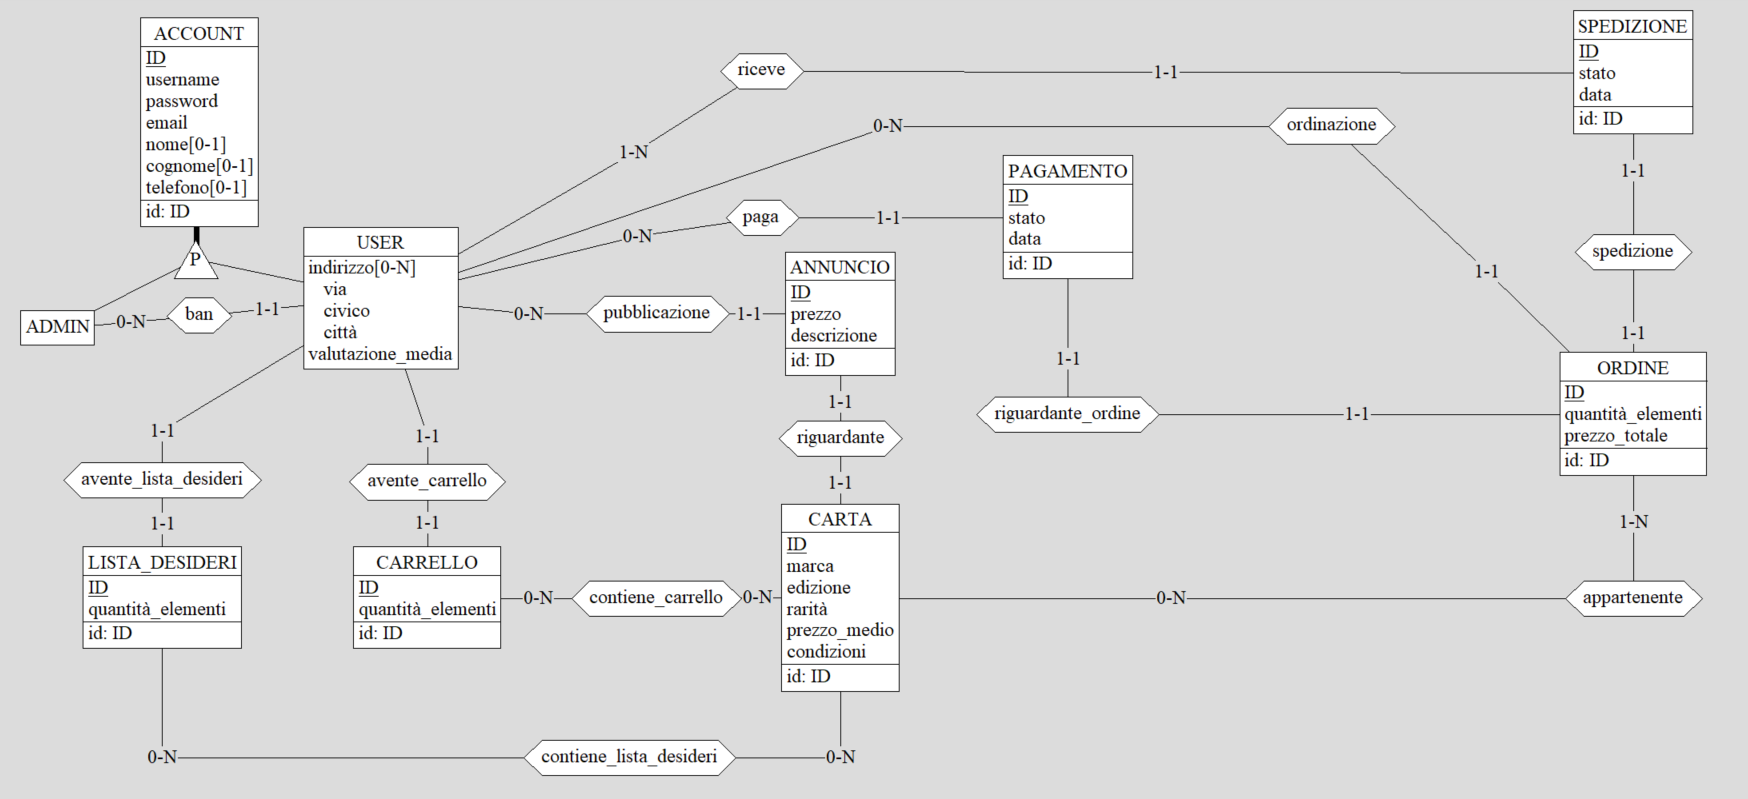 ACCOUNT
ID
username
password
email
nome[0-1]
cognome[0-1]
telefono[0-1]
id: ID
P
ADMIN
0-N
ban
1-1
USER
indirizzo[0-N]
via
civico
città
valutazione_media
riceve
1-N
1-1
SPEDIZIONE
ID
stato
data
id: ID
0-N
ordinazione
1-1
0-N
paga
1-1
PAGAMENTO
ID
stato
data
id: ID
1-1
spedizione
1-1
0-N
pubblicazione
1-1
ANNUNCIO
ID
prezzo
descrizione
id: ID
1-1
riguardante
1-1
1-1
riguardante_ordine
1-1
ORDINE
ID
quantità_elementi
prezzo_totale
id: ID
1-1
avente_lista_desideri
1-1
1-1
avente_carrello
1-1
LISTA_DESIDERI
ID
quantità_elementi
id: ID
CARRELLO
ID
quantità_elementi
id: ID
0-N
contiene_carrello
0-N
CARTA
ID
marca
edizione
rarità
prezzo_medio
condizioni
id: ID
0-N
appartenente
1-N
0-N
contiene_lista_desideri
0-N